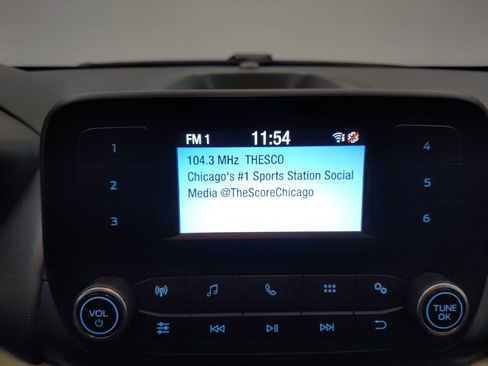 FM 1 11:54
104.3 MHz THESCO
Chicago's #1 Sports Station Social
Media @TheScoreChicago
1
2
3
4
5
6
VOL
TUNE
OK